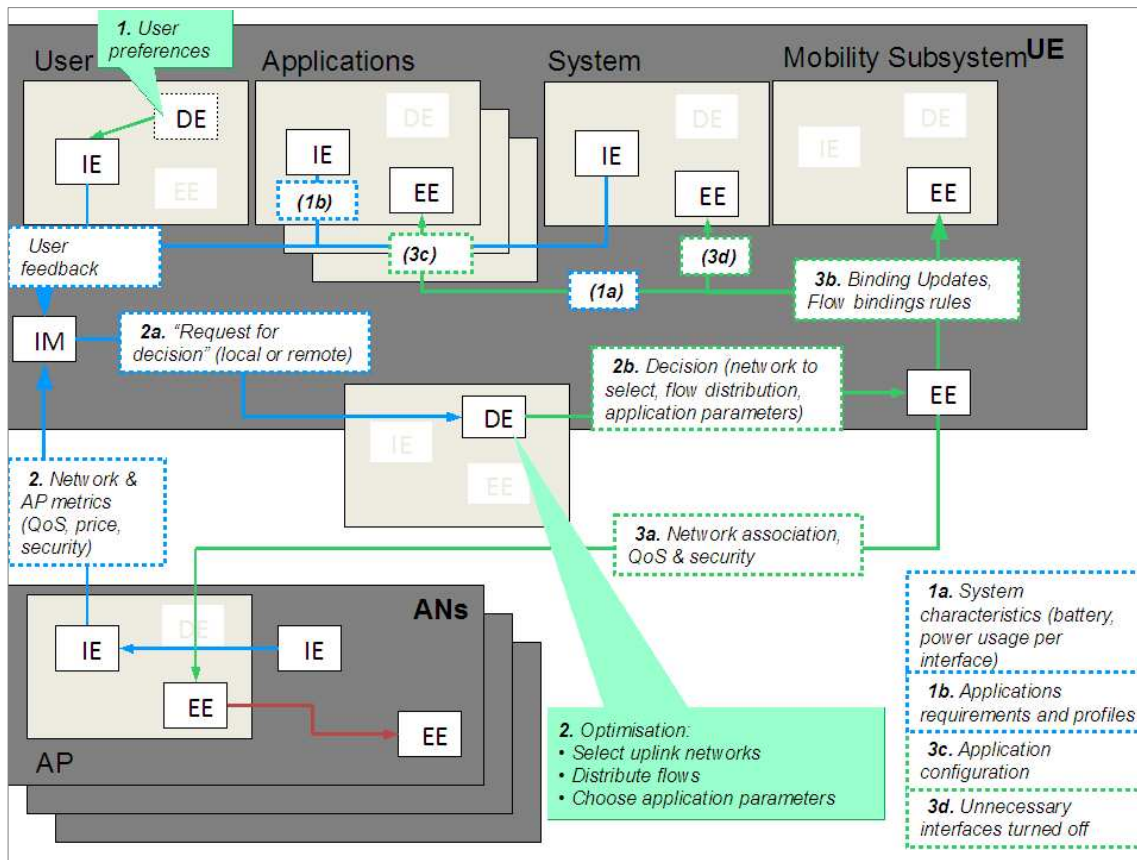 1. User
preferences
User
Applications
System
Mobility Subsystem
UE
DE
IE
EE
IE
DE
EE
(1b)
IE
DE
EE
IE
DE
EE
User
feedback
(3c)
(1a)
(3d)
3b. Binding Updates,
Flow bindings rules
IM
2a. “Request for
decision” (local or remote)
2b. Decision (network to
select, flow distribution,
application parameters)
EE
DE
IE
EE
2. Network &
AP metrics
(QoS, price,
security)
3a. Network association,
QoS & security
ANs
DE
IE
IE
EE
EE
AP
2. Optimisation:
• Select uplink networks
• Distribute flows
• Choose application parameters
1a. System
characteristics (battery,
power usage per
interface)
1b. Applications
requirements and profiles
3c. Application
configuration
3d. Unnecessary
interfaces turned off